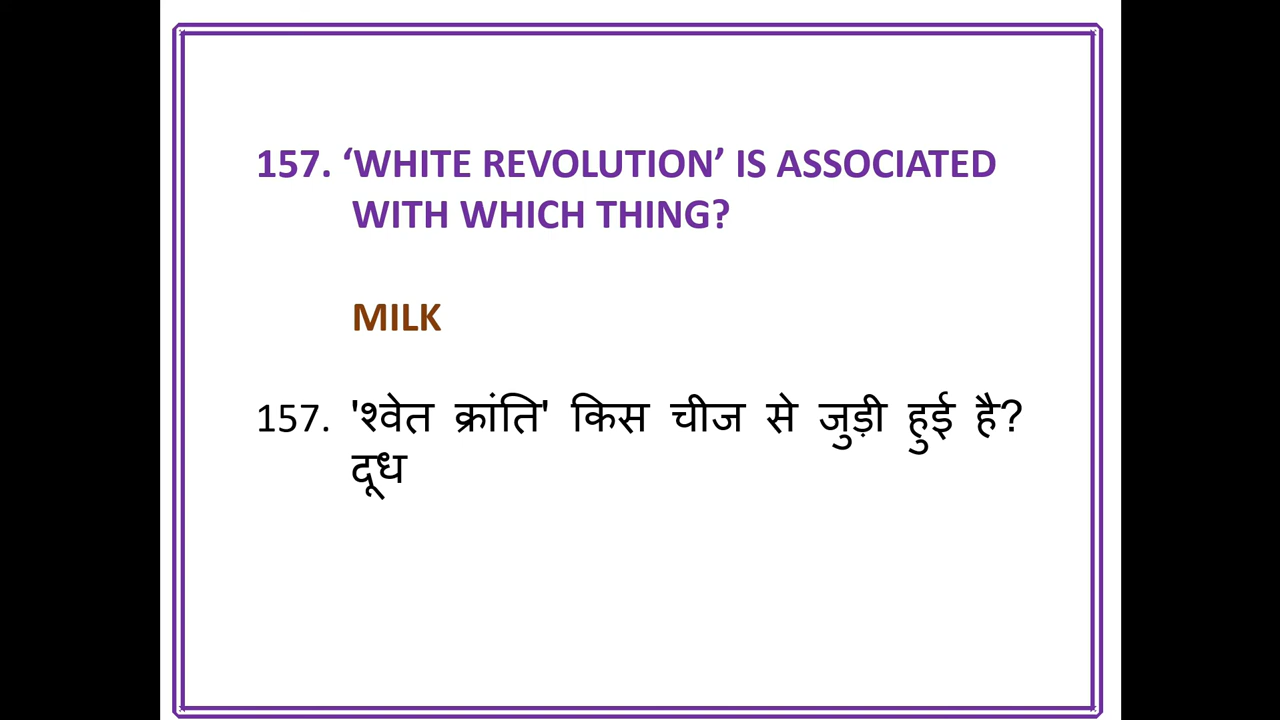 157. ‘WHITE REVOLUTION’ IS ASSOCIATED
WITH WHICH THING?
MILK
157. 'श्वेत क्रांति' किस चीज से जुड़ी हुई है?
दूध